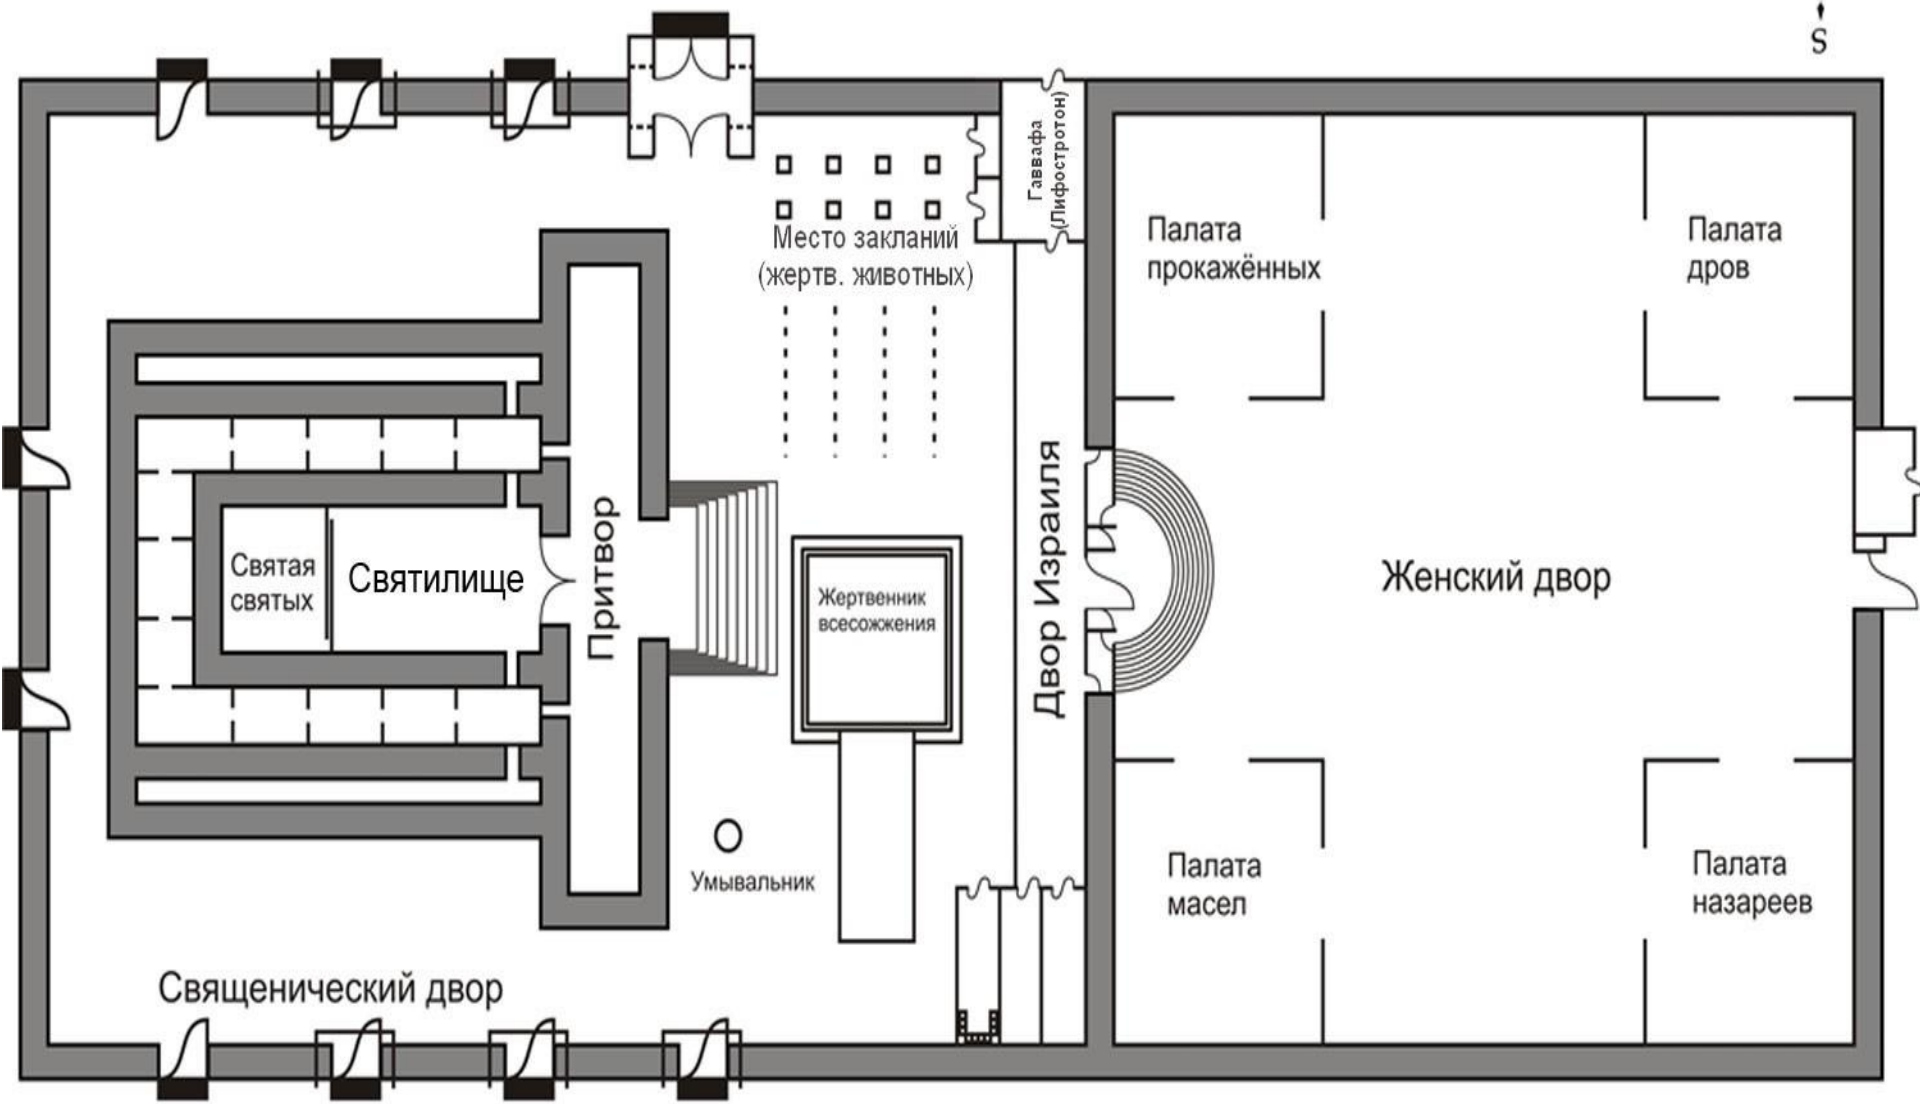 S
Гаввафа
(Лифостротон)
Место закланий
(жертв. животных)
Палата
прокажённых
Палата
дров
Святая
святых
Святилище
Притвор
Жертвенник
всесожжения
Двор Израиля
Женский двор
Умывальник
Палата
масел
Палата
назареев
Священический двор